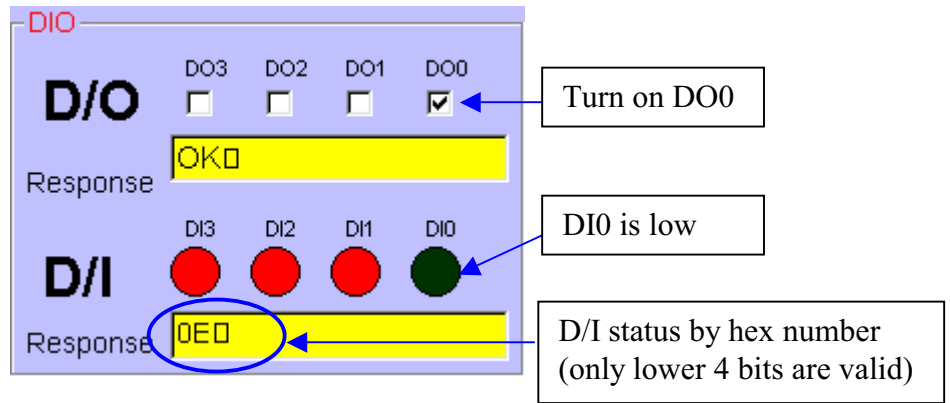 DIO
D/O
DO3 DO2 DO1 DO0
Turn on DO0
Response
OK▯
D/I
DI3 DI2 DI1 DI0
DI0 is low
Response
0E▯
D/I status by hex number
(only lower 4 bits are valid)